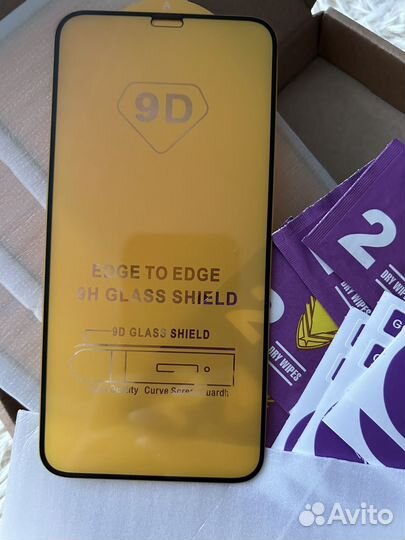 A
9D
EDGE TO EDGE
9H GLASS SHIELD
9D GLASS SHIELD
Curve Screen
2
DRY WIPES
2
DRY WIPES
G
G
Avito